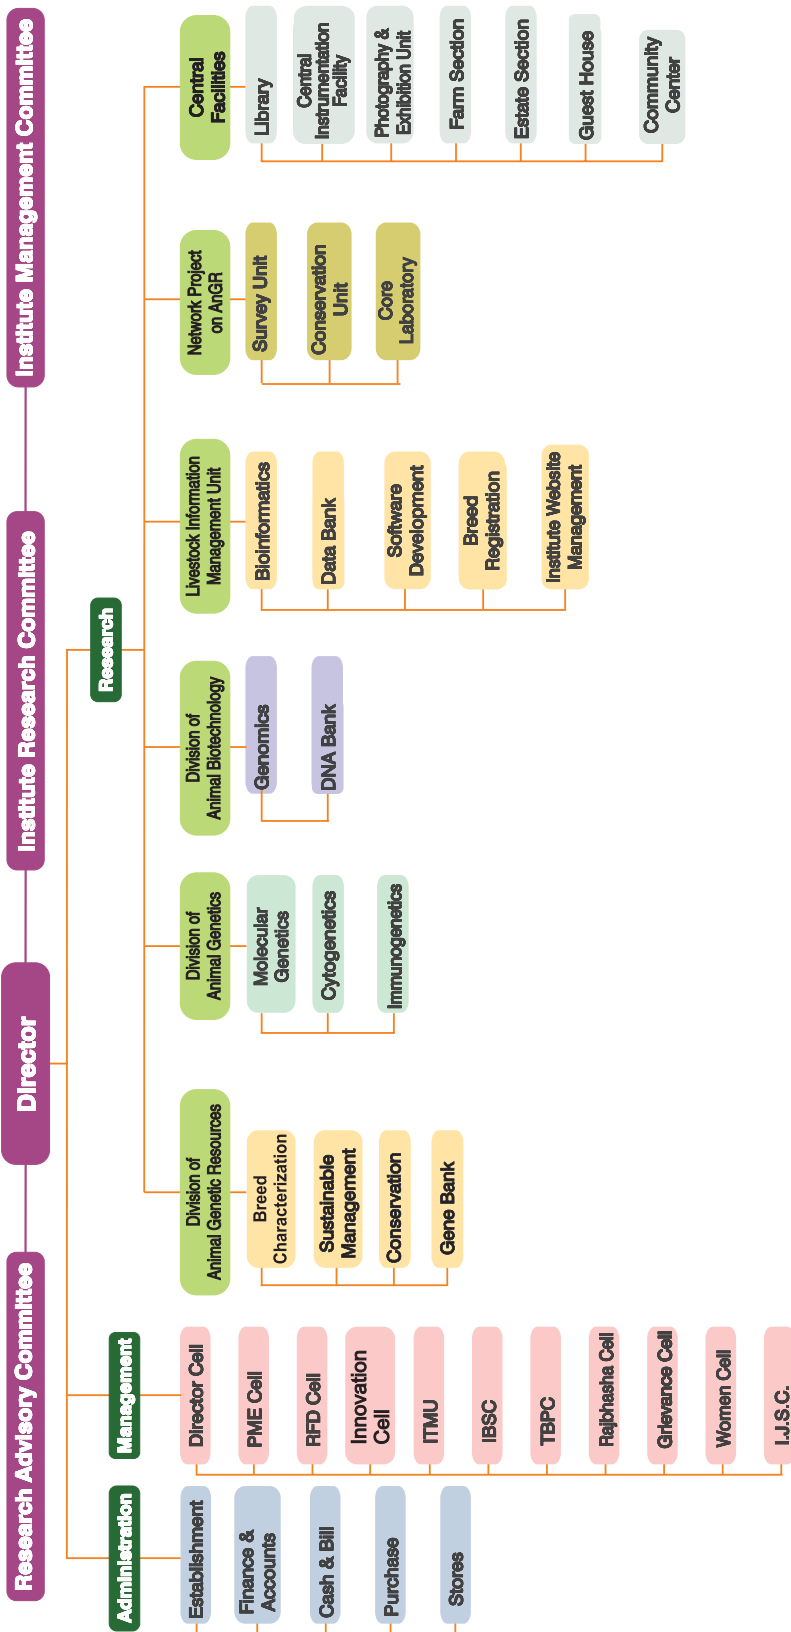 Research Advisory Committee
Director
Institute Research Committee
Institute Management Committee
Administration
Management
Research
Establishment
Finance &
Accounts
Cash & Bill
Purchase
Stores
Director Cell
PME Cell
RFD Cell
Innovation
Cell
ITMU
IBSC
TBPC
Rajbhasha Cell
Grievance Cell
Women Cell
I.J.S.C.
Division of
Animal Genetic Resources
Breed
Characterization
Sustainable
Management
Conservation
Gene Bank
Division of
Animal Genetics
Molecular
Genetics
Cytogenetics
Immunogenetics
Division of
Animal Biotechnology
Genomics
DNA Bank
Livestock Information
Management Unit
Bioinformatics
Data Bank
Software
Development
Breed
Registration
Institute Website
Management
Network Project
on AnGR
Survey Unit
Conservation
Unit
Core
Laboratory
Central
Facilities
Library
Central
Instrumentation
Facility
Photography &
Exhibition Unit
Farm Section
Estate Section
Guest House
Community
Center